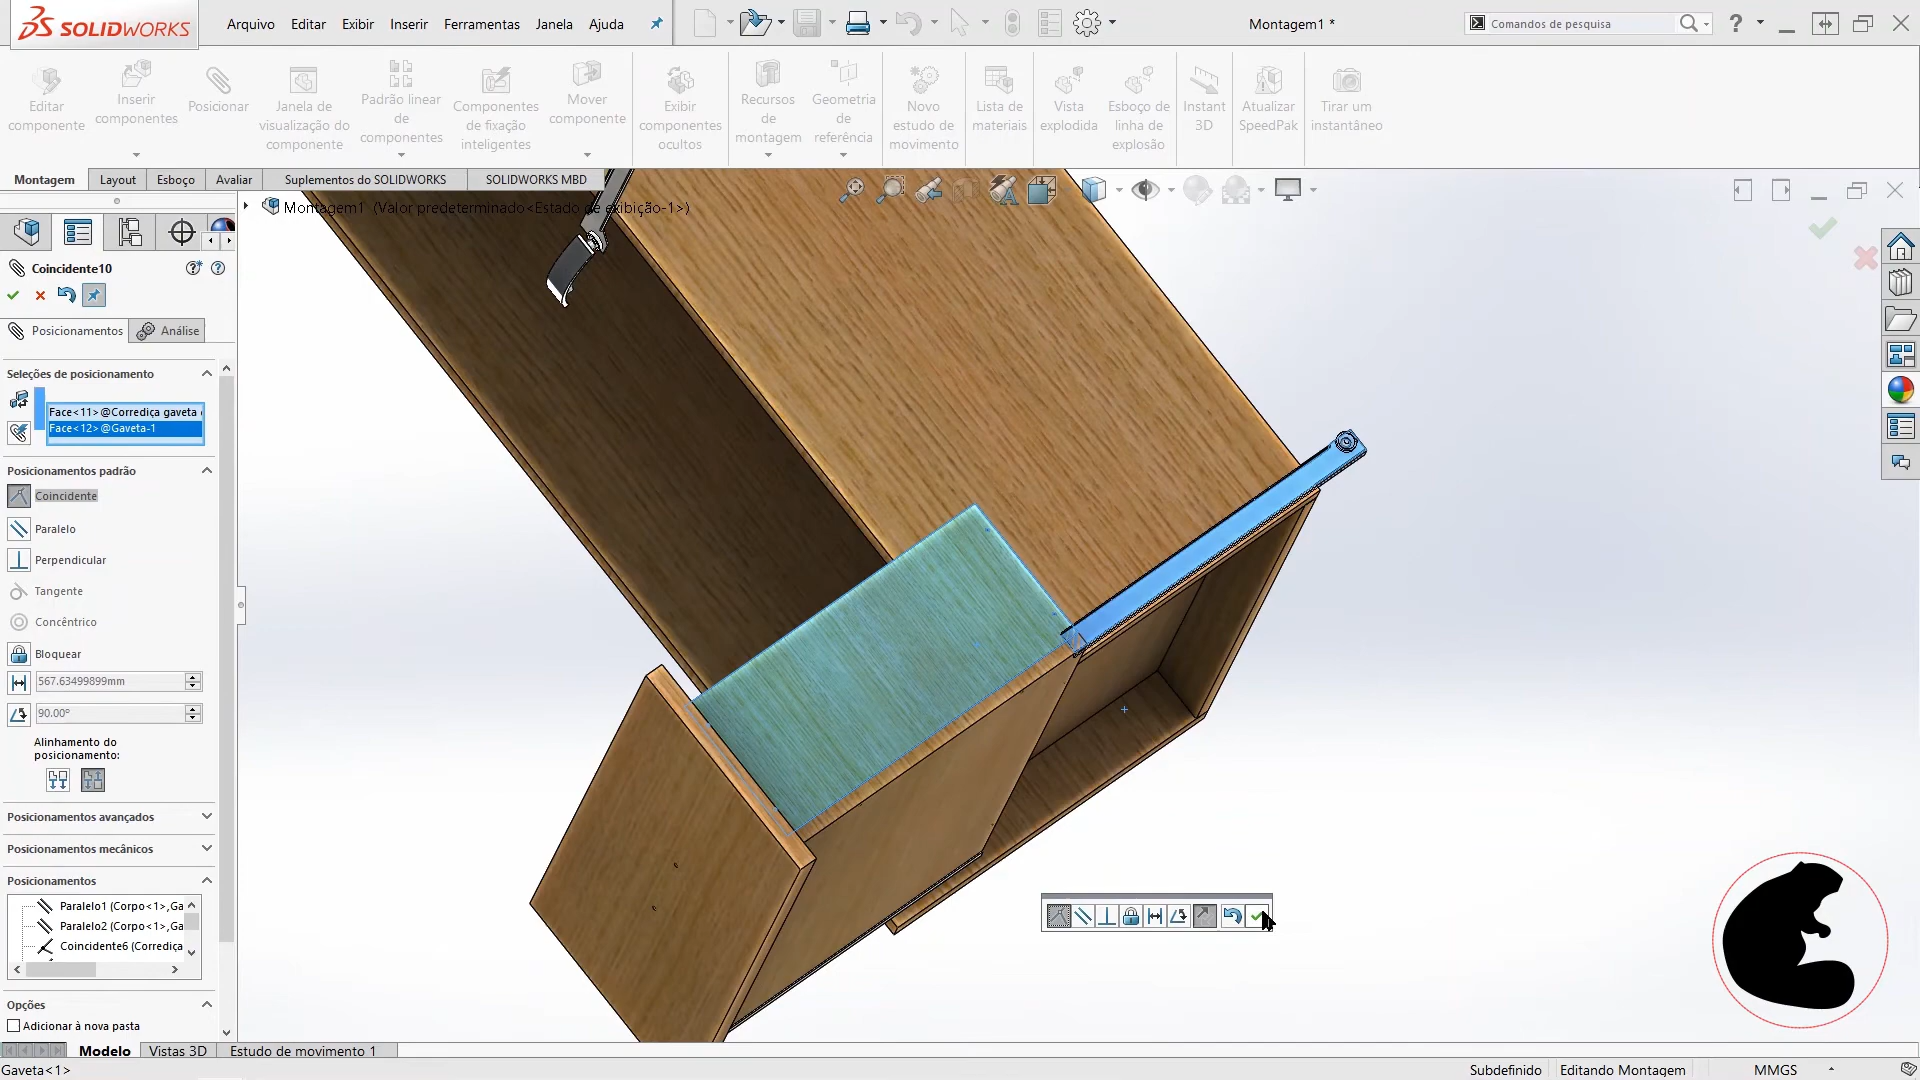 SOLIDWORKS
Arquivo Editar Exibir Inserir Ferramentas Janela Ajuda
Montagem1 *
Comandos de pesquisa
?
Editar componente
Inserir componentes
Posicionar
Janela de visualização do componente
Padrão linear de componentes
Componentes de fixação inteligentes
Mover componente
Exibir componentes ocultos
Recursos de montagem
Geometria de referência
Novo estudo de movimento
Lista de materiais
Vista explodida
Esboço de linha de explosão
Instant 3D
Atualizar SpeedPak
Tirar um instantâneo
Montagem Layout Esboço Avaliar Suplementos do SOLIDWORKS SOLIDWORKS MBD
Montagem1 (Valor predeterminado<Estado de exibição-1>)
Coincidente10
Posicionamentos Análise
Seleções de posicionamento
Face<11>@Corrediça gaveta
Face<12>@Gaveta-1
Posicionamentos padrão
Coincidente
Paralelo
Perpendicular
Tangente
Concêntrico
Bloquear
567.63499899mm
90.00°
Alinhamento do
posicionamento:
Posicionamentos avançados
Posicionamentos mecânicos
Posicionamentos
Paralelo1 (Corpo<1>,Ga
Paralelo2 (Corpo<1>,Ga
Coincidente6 (Corrediça
Opções
Adicionar à nova pasta
Modelo Vistas 3D Estudo de movimento 1
Gaveta<1>
Subdefinido Editando Montagem MMGS